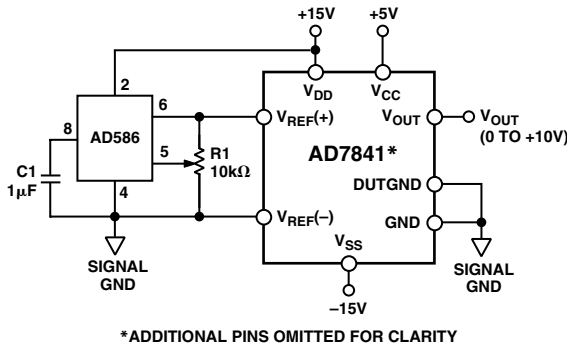 +15V
+5V
2
VDD
VCC
6
VREF(+)
VOUT
VOUT
(0 TO +10V)
8
AD586
C1
1μF
5
R1
10kΩ
AD7841*
DUTGND
4
VREF(–)
GND
VSS
SIGNAL
GND
SIGNAL
GND
–15V
*ADDITIONAL PINS OMITTED FOR CLARITY